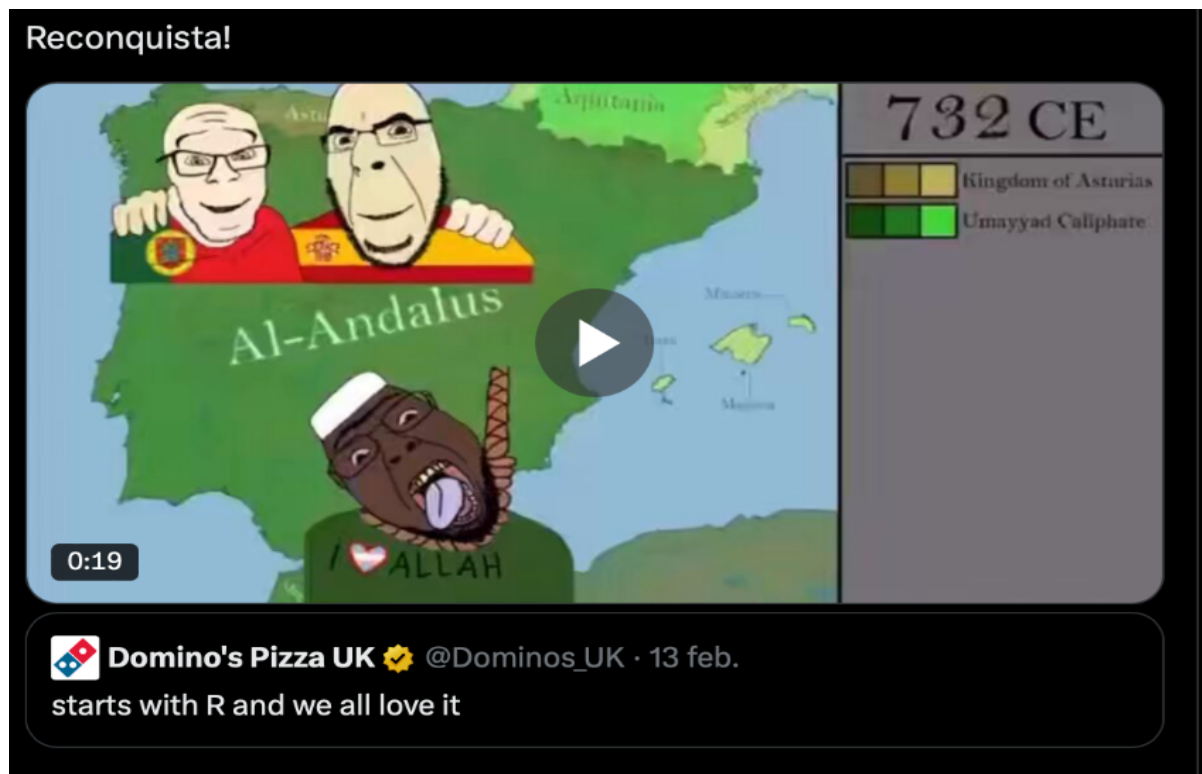 Reconquista!
Aquitania
732 CE
Kingdom of Asturias
Umayyad Caliphate
Al-Andalus
I ALLAH
0:19
Domino's Pizza UK @Dominos_UK · 13 feb.
starts with R and we all love it